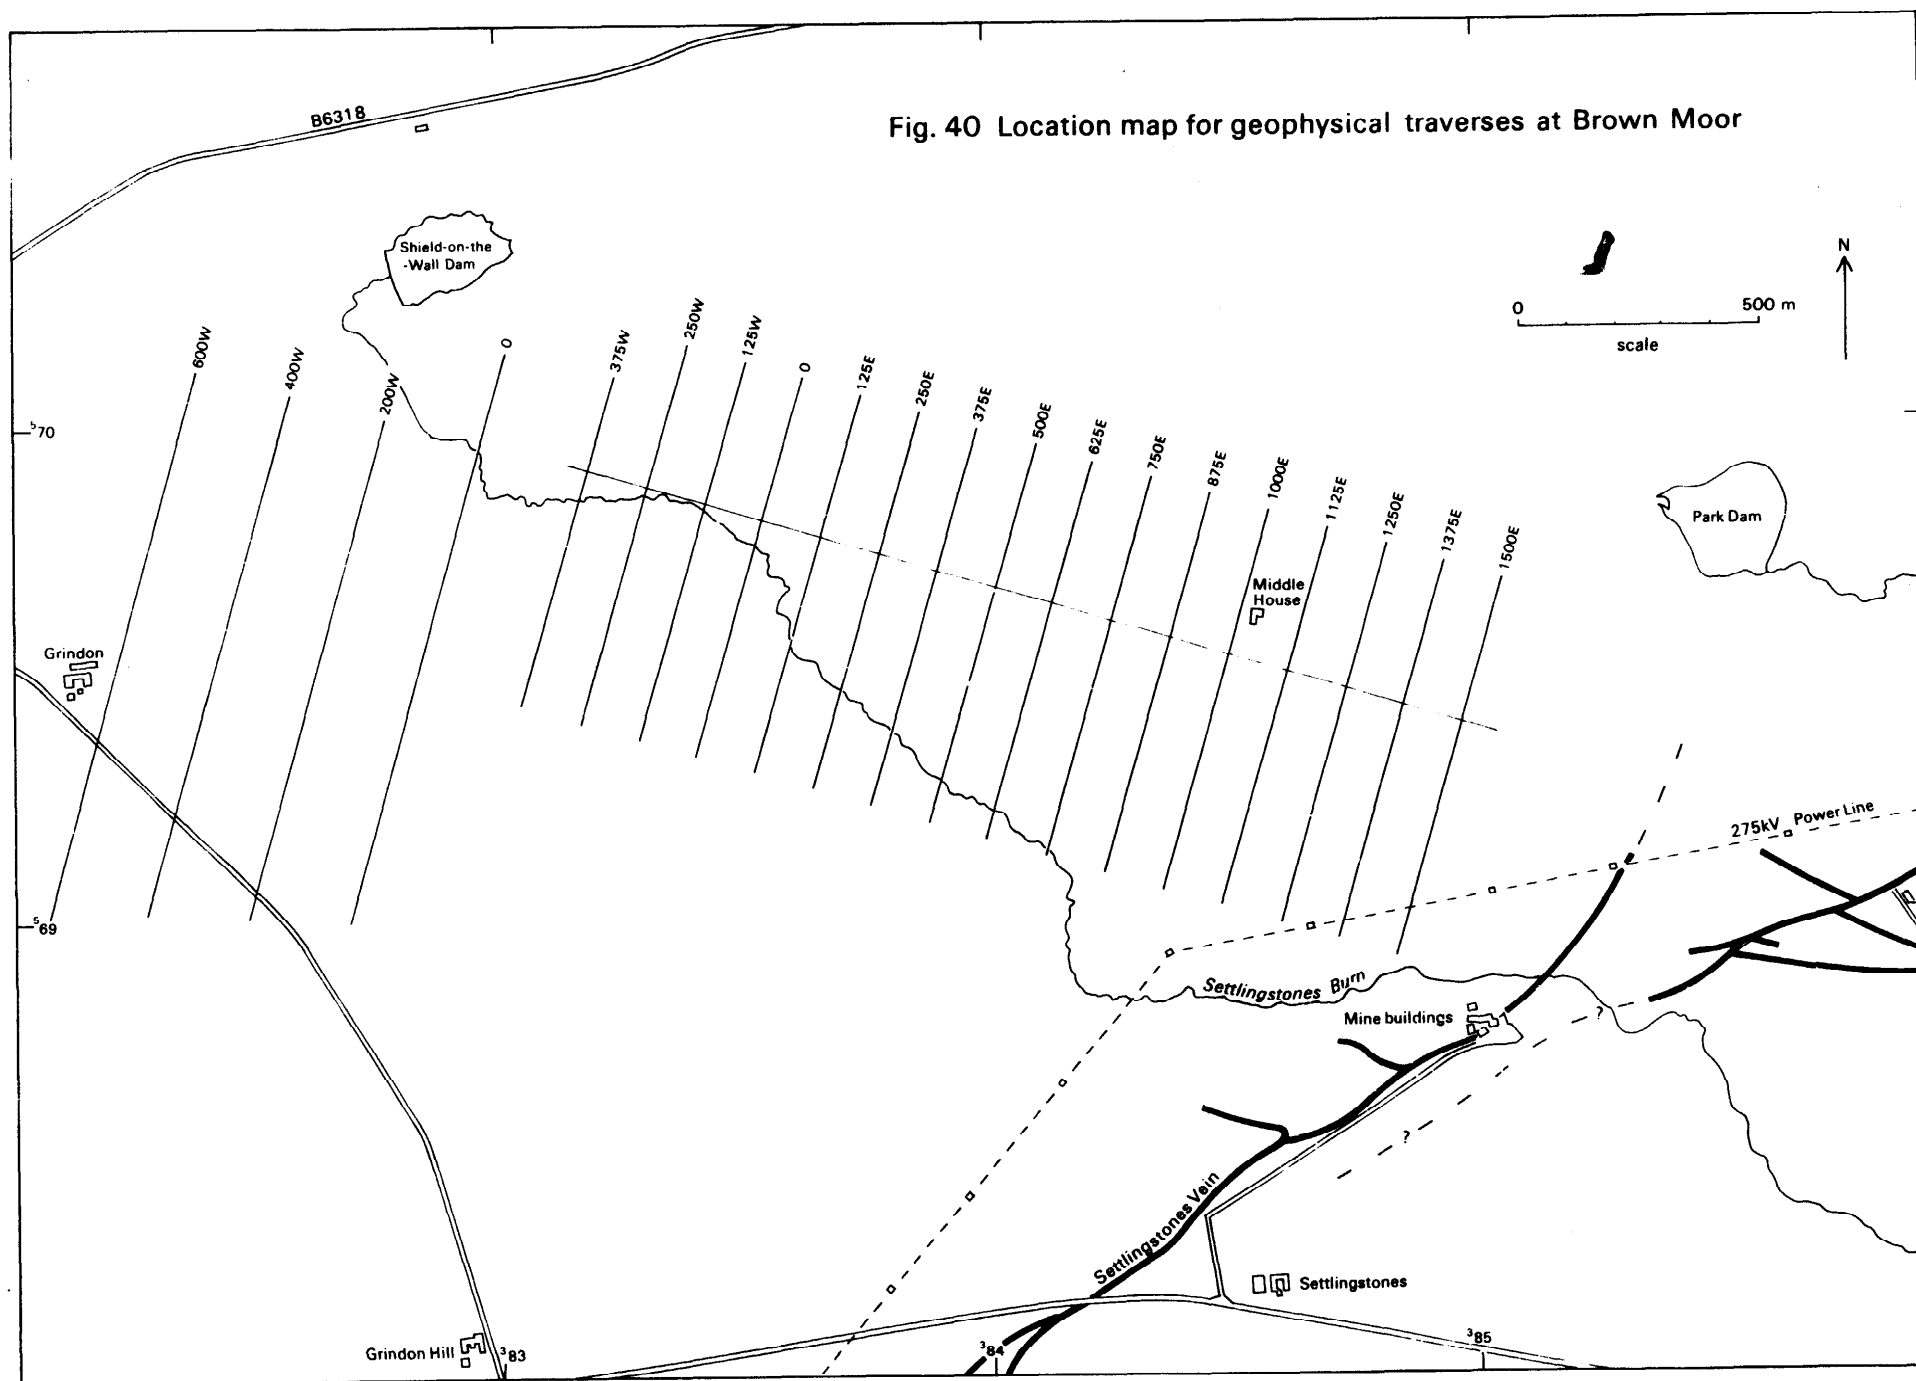 B6318
Fig. 40 Location map for geophysical traverses at Brown Moor
Shield-on-the
-Wall Dam
N
0
500 m
scale
600W
400W
200W
0
375W
250W
125W
0
125E
250E
375E
500E
625E
750E
875E
1000E
1125E
1250E
1375E
1500E
⁵70
Park Dam
Middle
House
Grindon
275kV Power Line
⁵69
Settlingstones Burn
Mine buildings
?
?
Settlingstones Vein
Settlingstones
Grindon Hill
³83
³84
³85